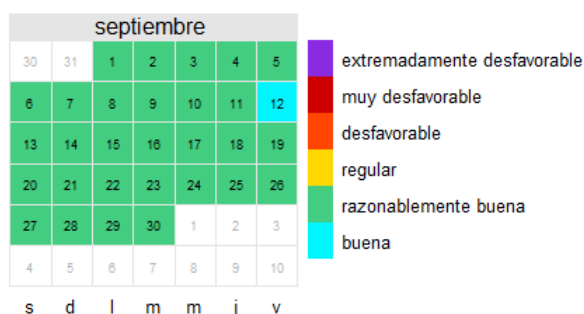 septiembre
30 31 1 2 3 4 5
6 7 8 9 10 11 12
13 14 15 16 17 18 19
20 21 22 23 24 25 26
27 28 29 30 1 2 3
4 5 6 7 8 9 10
s d l m m j v
extremadamente desfavorable
muy desfavorable
desfavorable
regular
razonablemente buena
buena